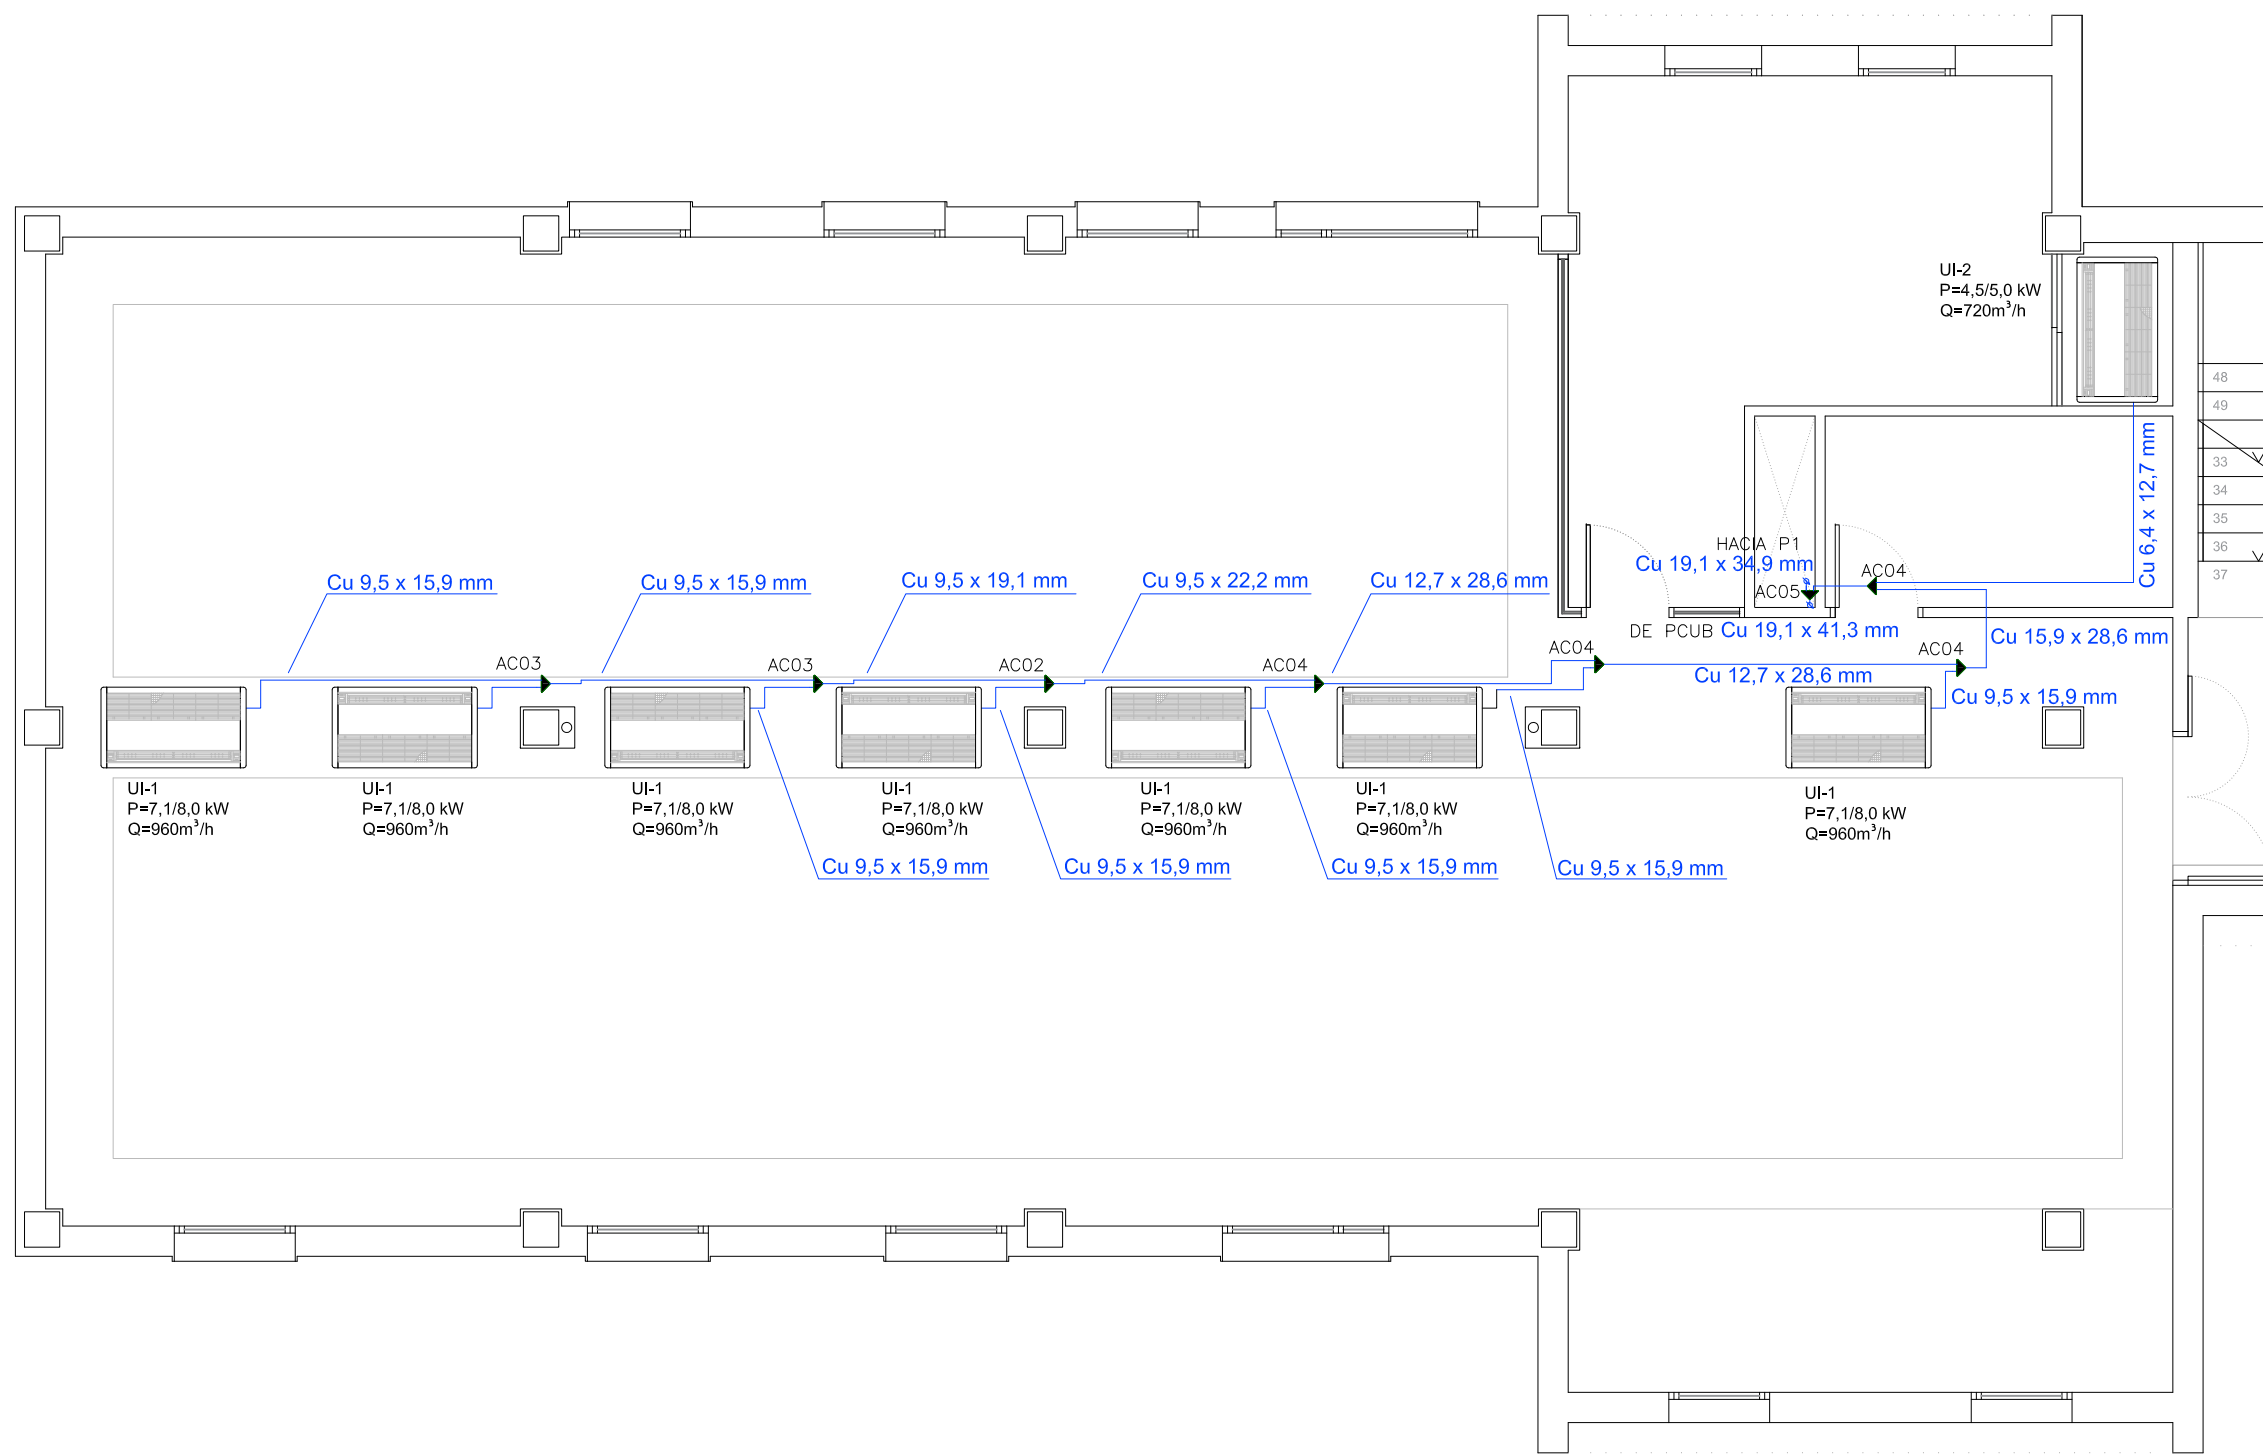 UI-2
P=4,5/5,0 kW
Q=720m³/h
48
49
33
34
35
36
37
Cu 6,4 x 12,7 mm
HACIA P1
Cu 19,1 x 34,9 mm
AC04
AC05
DE PCUB
Cu 19,1 x 41,3 mm
Cu 15,9 x 28,6 mm
Cu 9,5 x 15,9 mm
Cu 9,5 x 15,9 mm
Cu 9,5 x 19,1 mm
Cu 9,5 x 22,2 mm
Cu 12,7 x 28,6 mm
AC03
AC03
AC02
AC04
AC04
AC04
Cu 12,7 x 28,6 mm
Cu 9,5 x 15,9 mm
UI-1
P=7,1/8,0 kW
Q=960m³/h
UI-1
P=7,1/8,0 kW
Q=960m³/h
UI-1
P=7,1/8,0 kW
Q=960m³/h
UI-1
P=7,1/8,0 kW
Q=960m³/h
UI-1
P=7,1/8,0 kW
Q=960m³/h
UI-1
P=7,1/8,0 kW
Q=960m³/h
UI-1
P=7,1/8,0 kW
Q=960m³/h
Cu 9,5 x 15,9 mm
Cu 9,5 x 15,9 mm
Cu 9,5 x 15,9 mm
Cu 9,5 x 15,9 mm